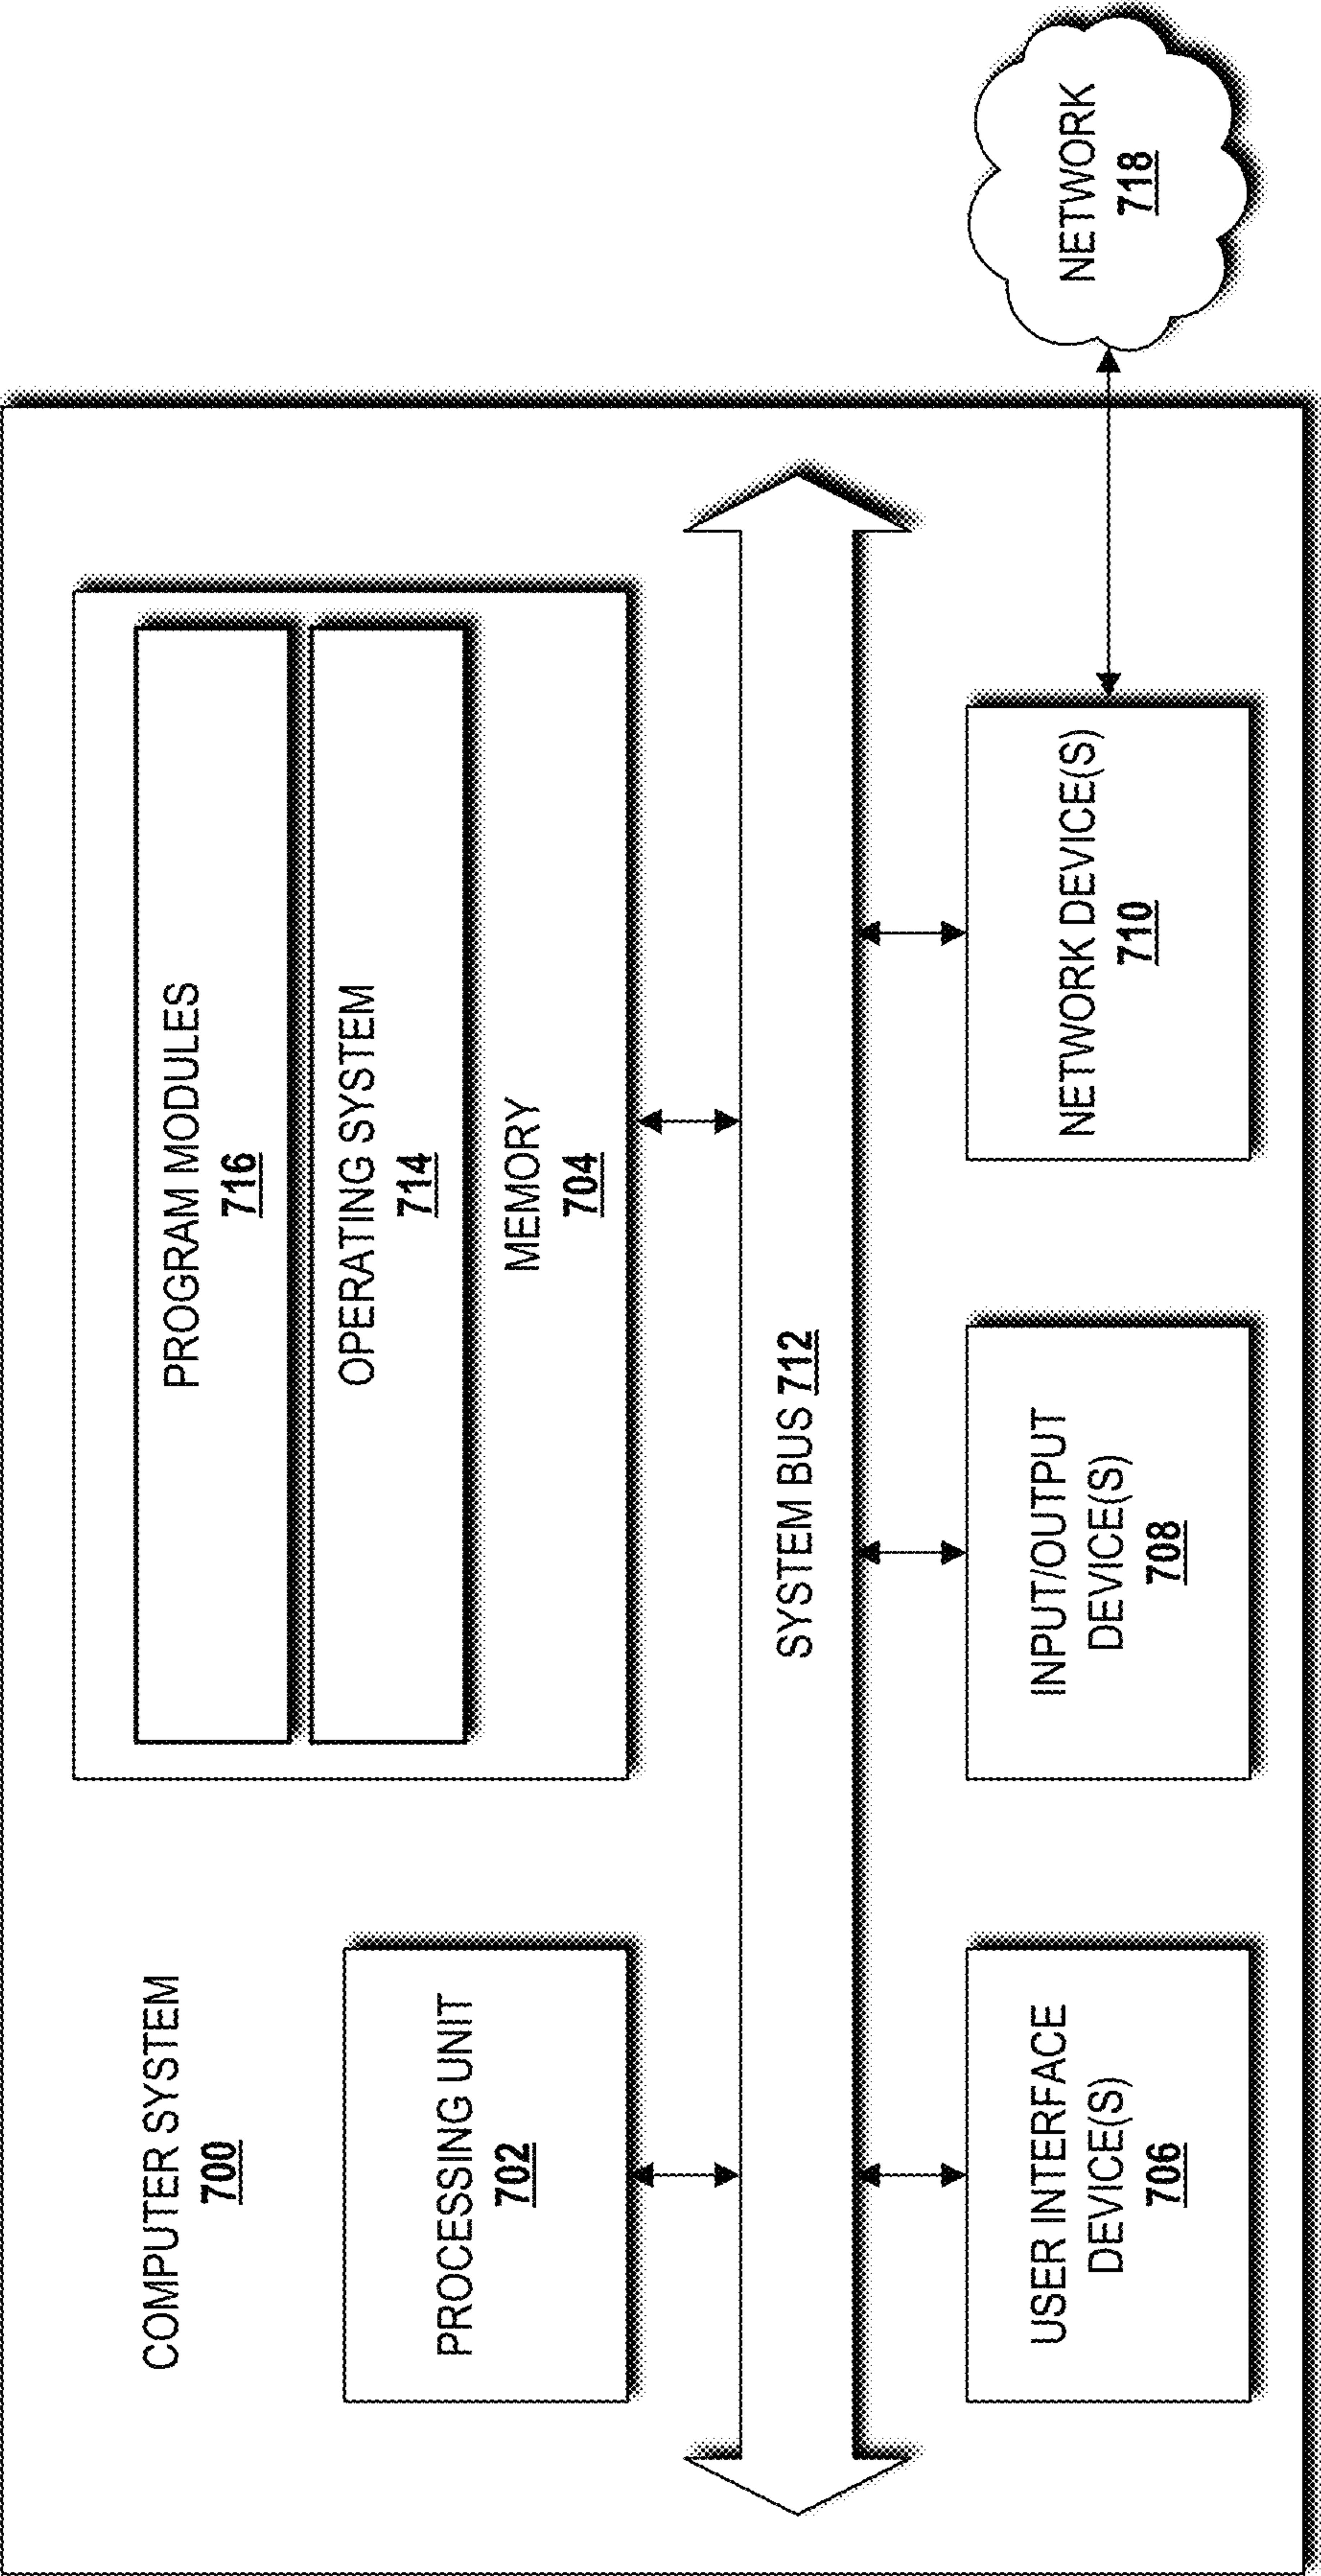 COMPUTER SYSTEM
700
PROCESSING UNIT
702
PROGRAM MODULES
716
OPERATING SYSTEM
714
MEMORY
704
SYSTEM BUS 712
USER INTERFACE
DEVICE(S)
706
INPUT/OUTPUT
DEVICE(S)
708
NETWORK DEVICE(S)
710
NETWORK
718